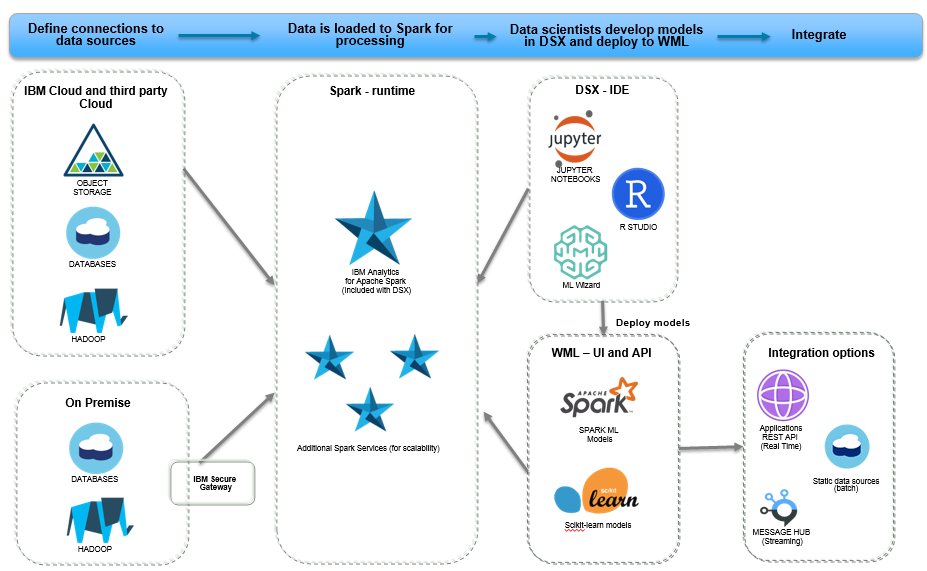 Define connections to
data sources
Data is loaded to Spark for
processing
Data scientists develop models
in DSX and deploy to WML
Integrate
IBM Cloud and third party
Cloud
OBJECT
STORAGE
DATABASES
HADOOP
On Premise
DATABASES
HADOOP
IBM Secure
Gateway
Spark - runtime
IBM Analytics
for Apache Spark
(Included with DSX)
Additional Spark Services (for scalability)
DSX - IDE
jupyter
JUPYTER
NOTEBOOKS
R
R STUDIO
ML Wizard
Deploy models
WML – UI and API
APACHE
Spark
SPARK ML
Models
scikit
learn
Scikit-learn models
Integration options
Applications
REST API
(Real Time)
Static data sources
(batch)
MESSAGE HUB
(Streaming)